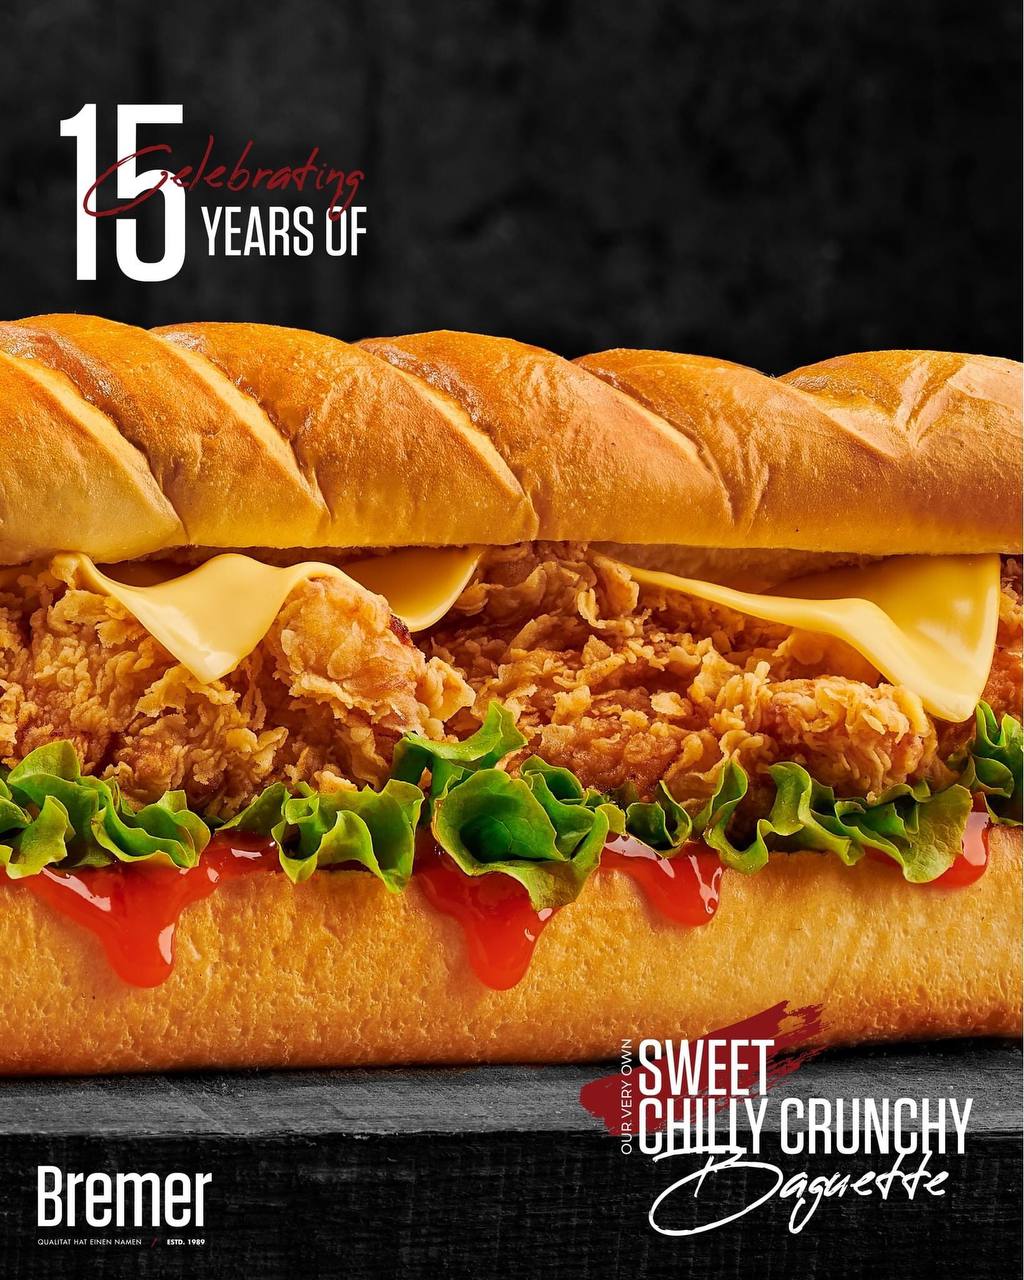 Celebrating
15 YEARS OF
OUR VERY OWN
SWEET
CHILLY CRUNCHY
Baguette
Bremer
QUALITAT HAT EINEN NAMEN / ESTD. 1989